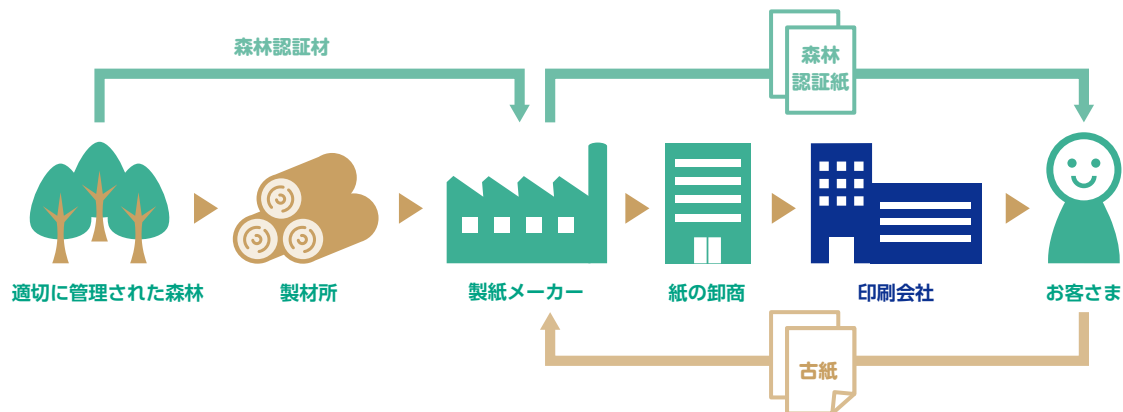 森林認証材
森林
認証紙
適切に管理された森林
製材所
製紙メーカー
紙の卸商
印刷会社
お客さま
古紙